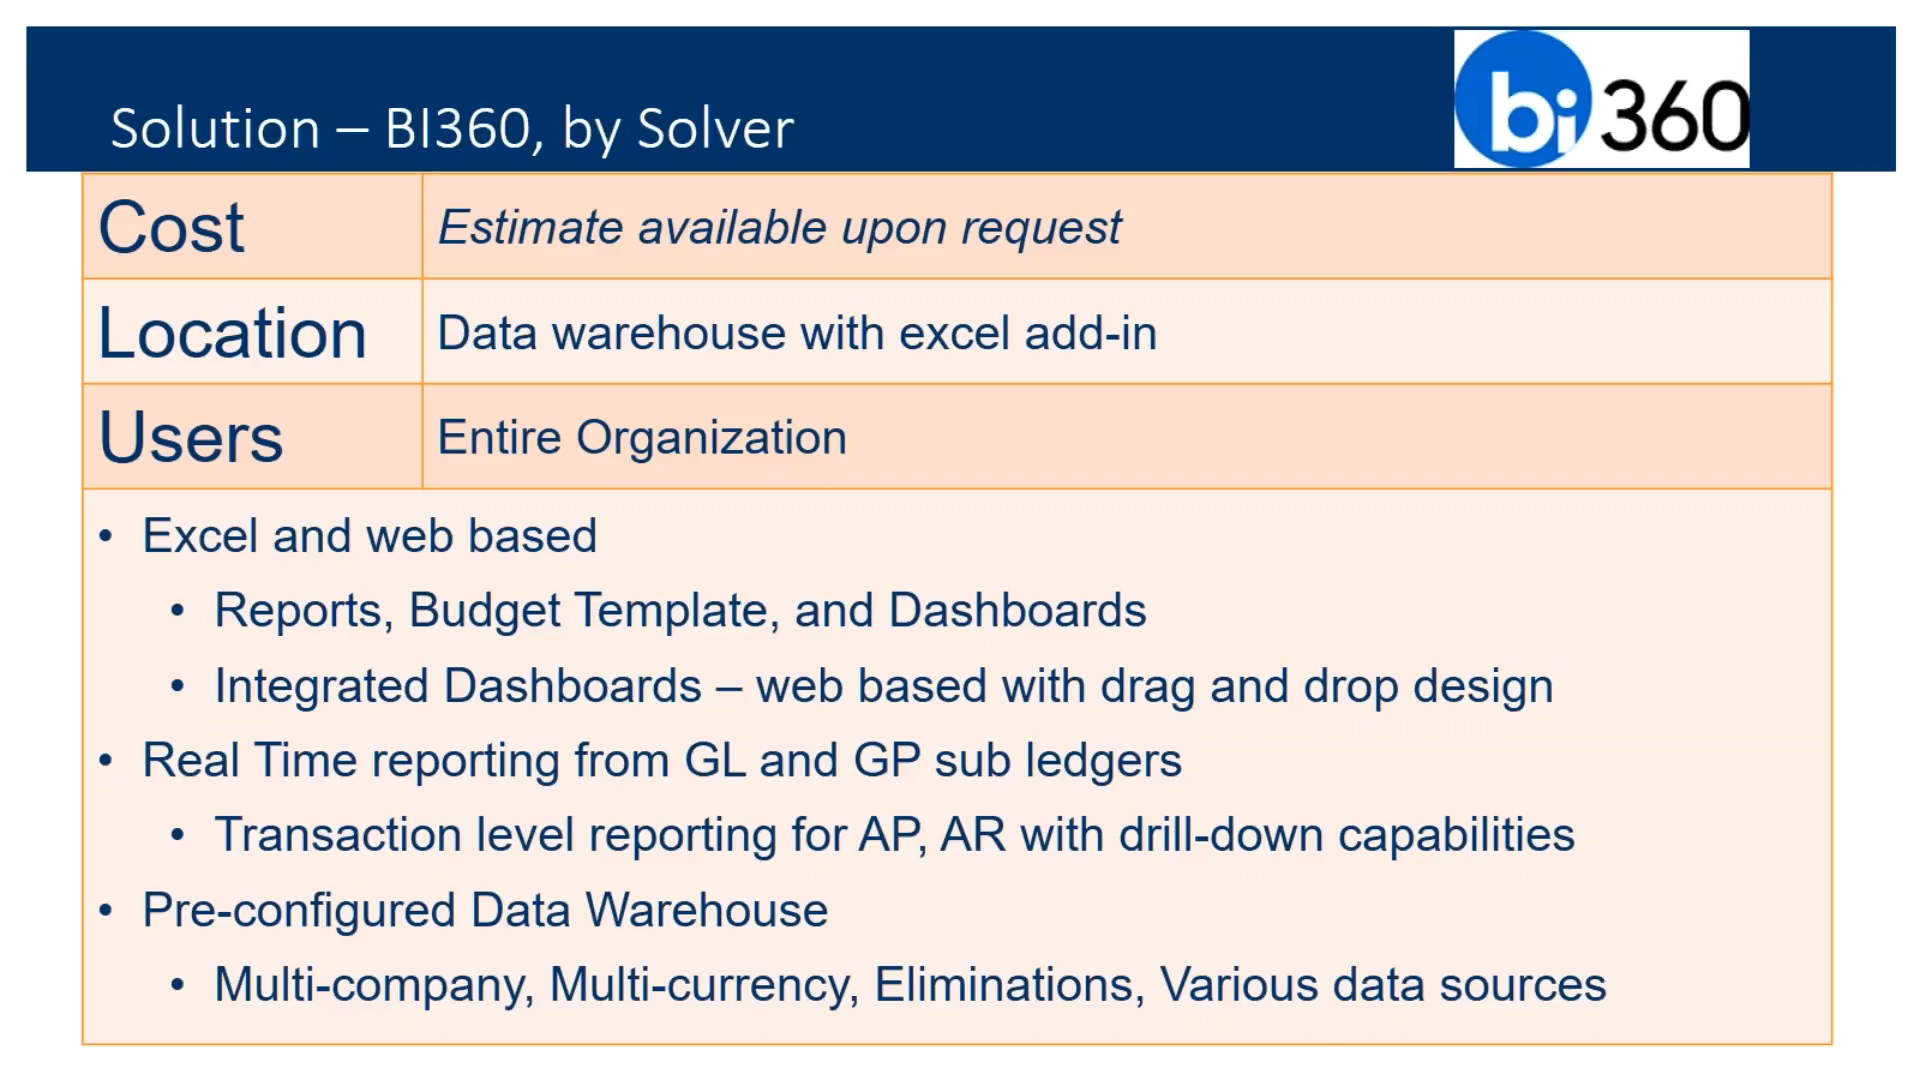 Solution – BI360, by Solver
bi 360
Cost
Estimate available upon request
Location
Data warehouse with excel add-in
Users
Entire Organization
• Excel and web based
• Reports, Budget Template, and Dashboards
• Integrated Dashboards – web based with drag and drop design
• Real Time reporting from GL and GP sub ledgers
• Transaction level reporting for AP, AR with drill-down capabilities
• Pre-configured Data Warehouse
• Multi-company, Multi-currency, Eliminations, Various data sources